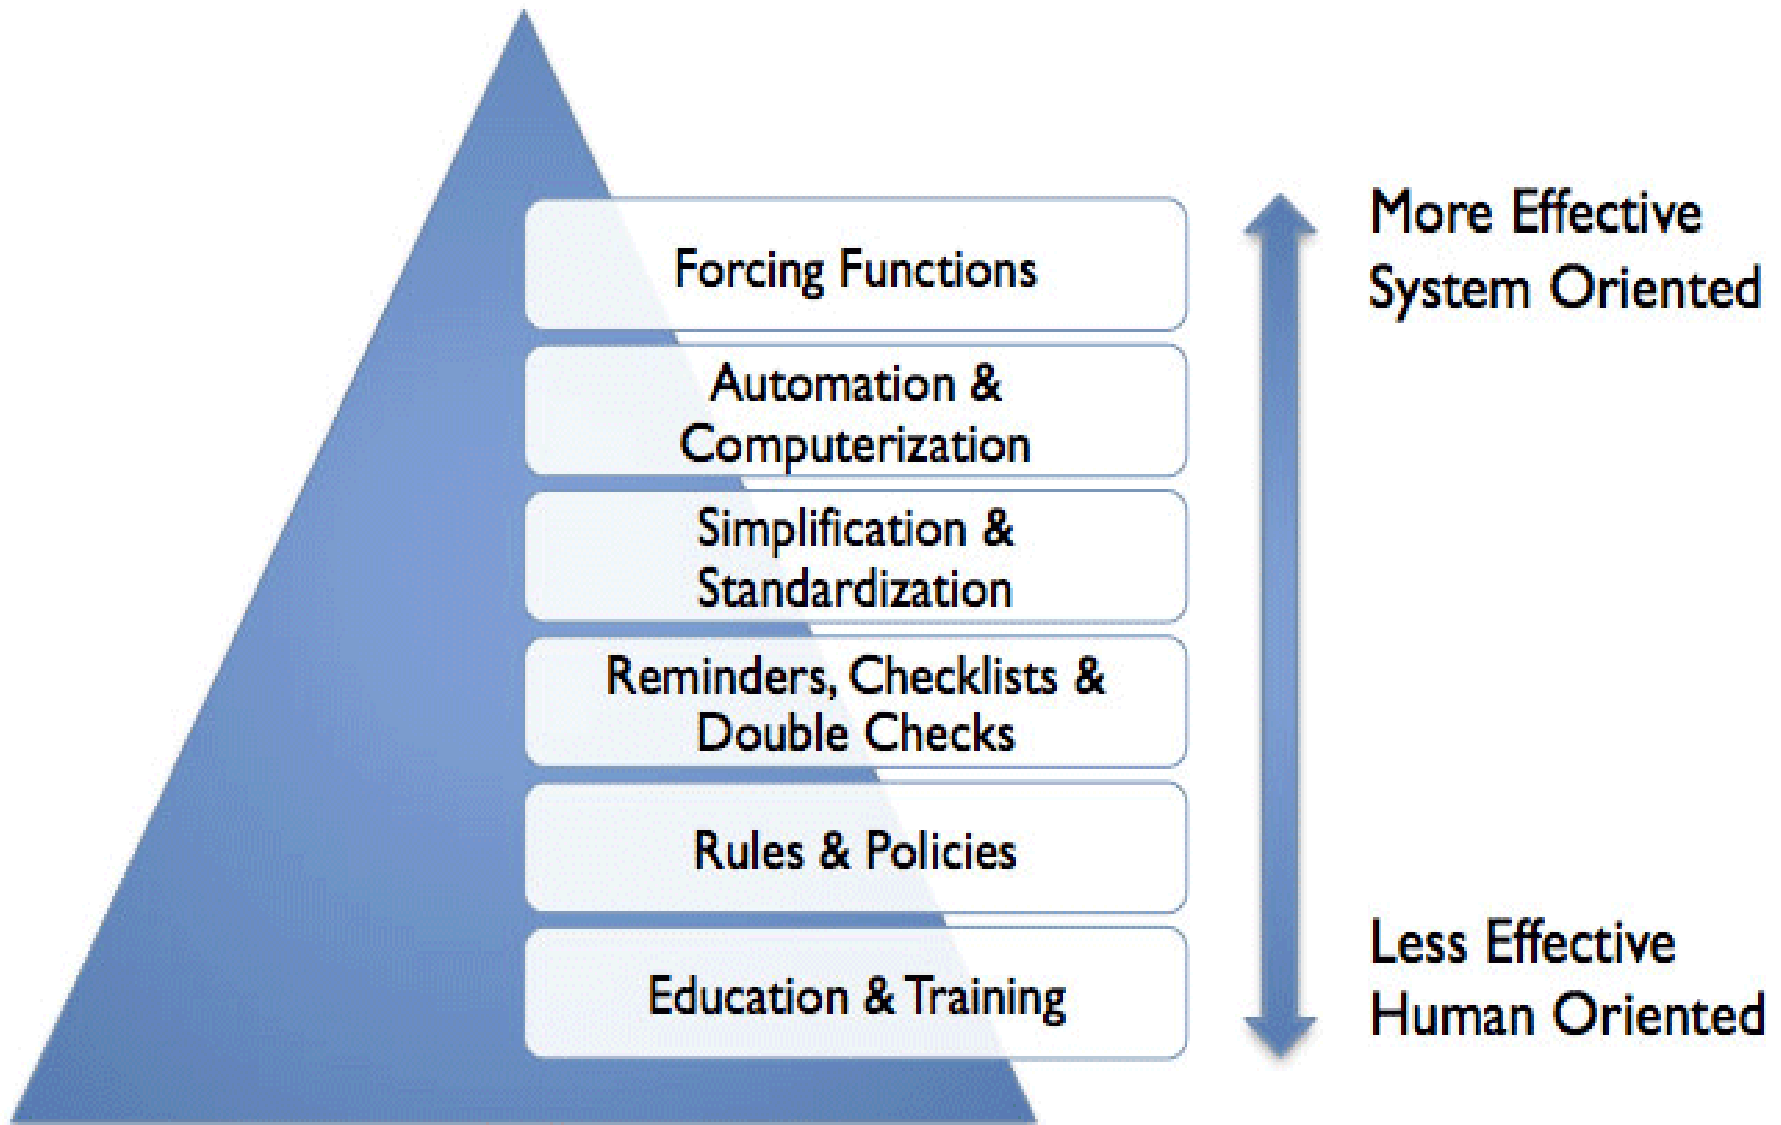 Forcing Functions
Automation &
Computerization
Simplification &
Standardization
Reminders, Checklists &
Double Checks
Rules & Policies
Education & Training
More Effective
System Oriented
Less Effective
Human Oriented